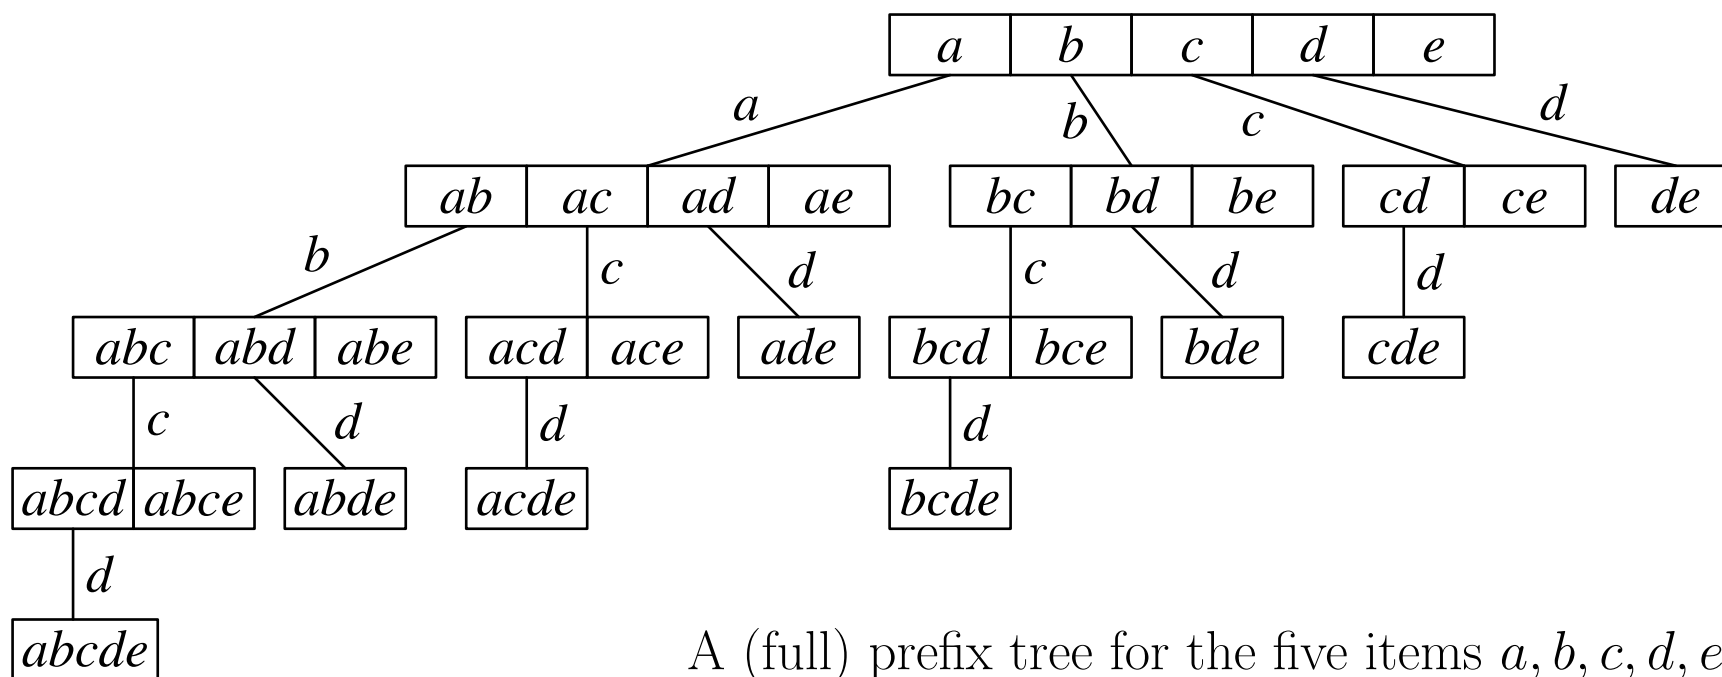 a b c d e
a b c d
ab ac ad ae bc bd be cd ce de
b c d c d d
abc abd abe acd ace ade bcd bce bde cde
c d d d
abcd abce abde acde bcde
d
abcde
A (full) prefix tree for the five items a, b, c, d, e